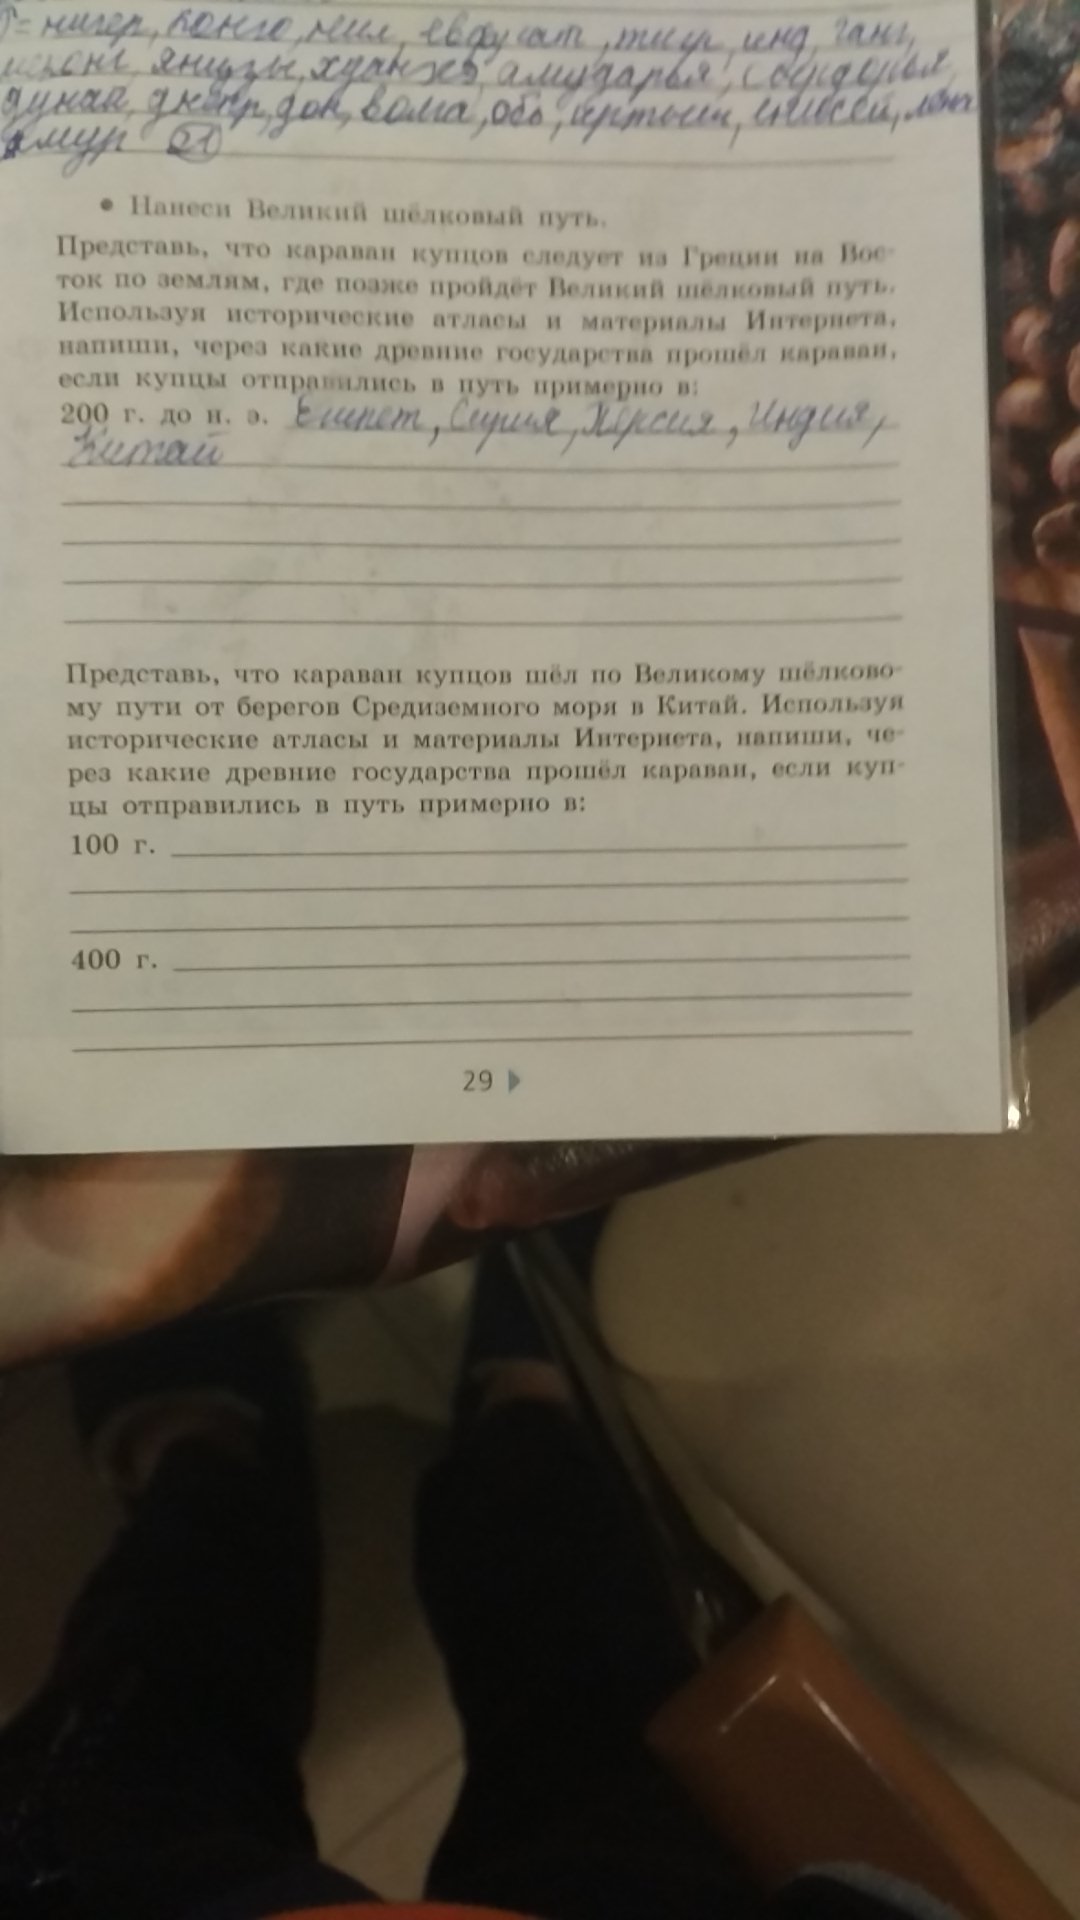 нигер, конго, нил, евфрат, тигр, инд, ганг,
меконг, янцзы, хуанхэ, амударья, сырдарья,
дунай, днепр, дон, волга, обь, иртыш, енисей, лена
амур 21
• Нанеси Великий шёлковый путь.
Представь, что караван купцов следует из Греции на Вос-
ток по землям, где позже пройдёт Великий шёлковый путь.
Используя исторические атласы и материалы Интернета,
напиши, через какие древние государства прошёл караван,
если купцы отправились в путь примерно в:
200 г. до н. э. Египет, Сирия, Персия, Индия,
Китай
Представь, что караван купцов шёл по Великому шёлково-
му пути от берегов Средиземного моря в Китай. Используя
исторические атласы и материалы Интернета, напиши, че-
рез какие древние государства прошёл караван, если куп-
цы отправились в путь примерно в:
100 г.
400 г.
29